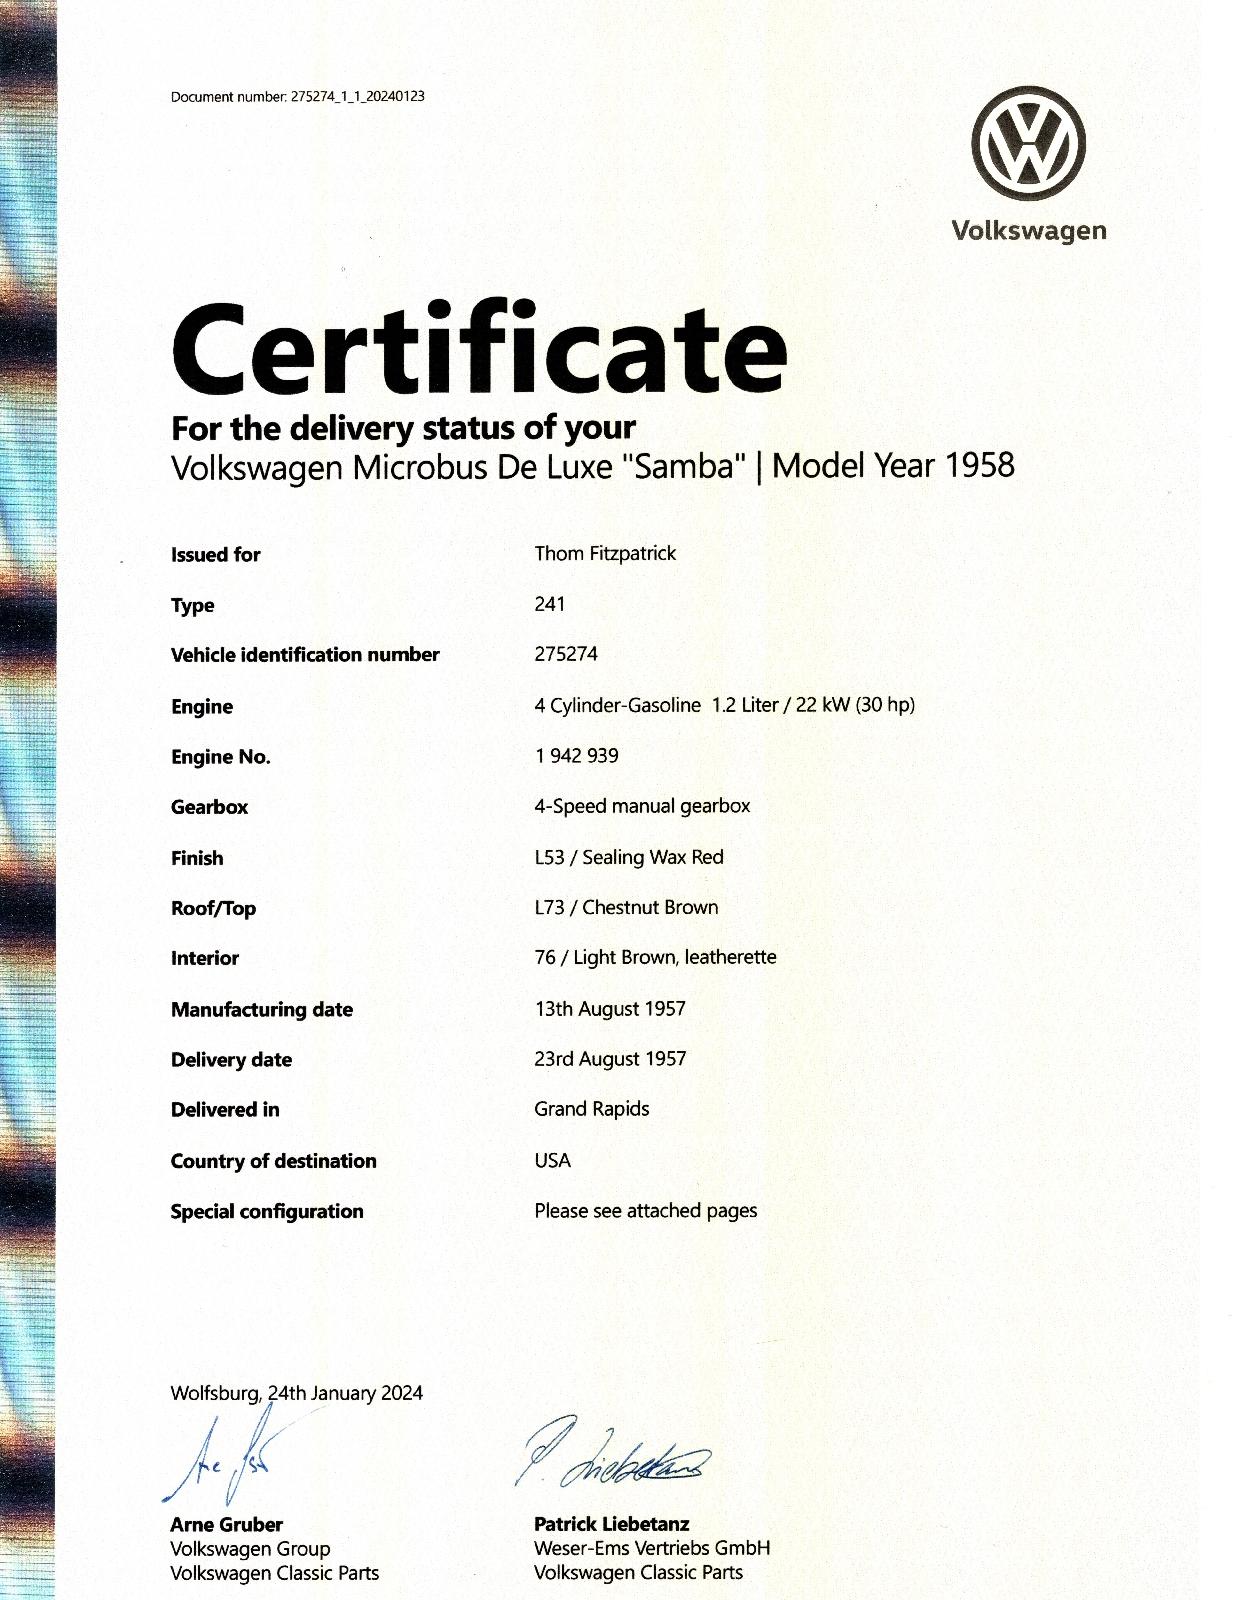 Document number: 275274_1_1_20240123
Volkswagen
Certificate
For the delivery status of your
Volkswagen Microbus De Luxe "Samba" | Model Year 1958
Issued for Thom Fitzpatrick
Type 241
Vehicle identification number 275274
Engine 4 Cylinder-Gasoline 1.2 Liter / 22 kW (30 hp)
Engine No. 1 942 939
Gearbox 4-Speed manual gearbox
Finish L53 / Sealing Wax Red
Roof/Top L73 / Chestnut Brown
Interior 76 / Light Brown, leatherette
Manufacturing date 13th August 1957
Delivery date 23rd August 1957
Delivered in Grand Rapids
Country of destination USA
Special configuration Please see attached pages
Wolfsburg, 24th January 2024
P. Liebetanz
Arne Gruber Patrick Liebetanz
Volkswagen Group Weser-Ems Vertriebs GmbH
Volkswagen Classic Parts Volkswagen Classic Parts